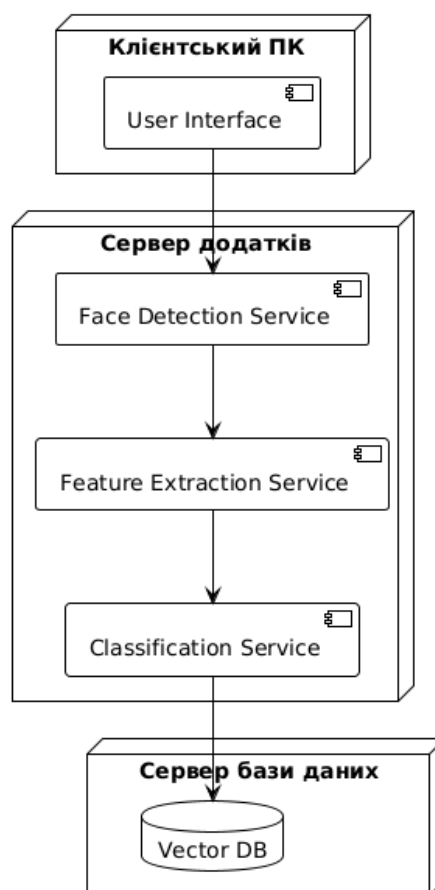 Клієнтський ПК
User Interface
Сервер додатків
Face Detection Service
Feature Extraction Service
Classification Service
Сервер бази даних
Vector DB